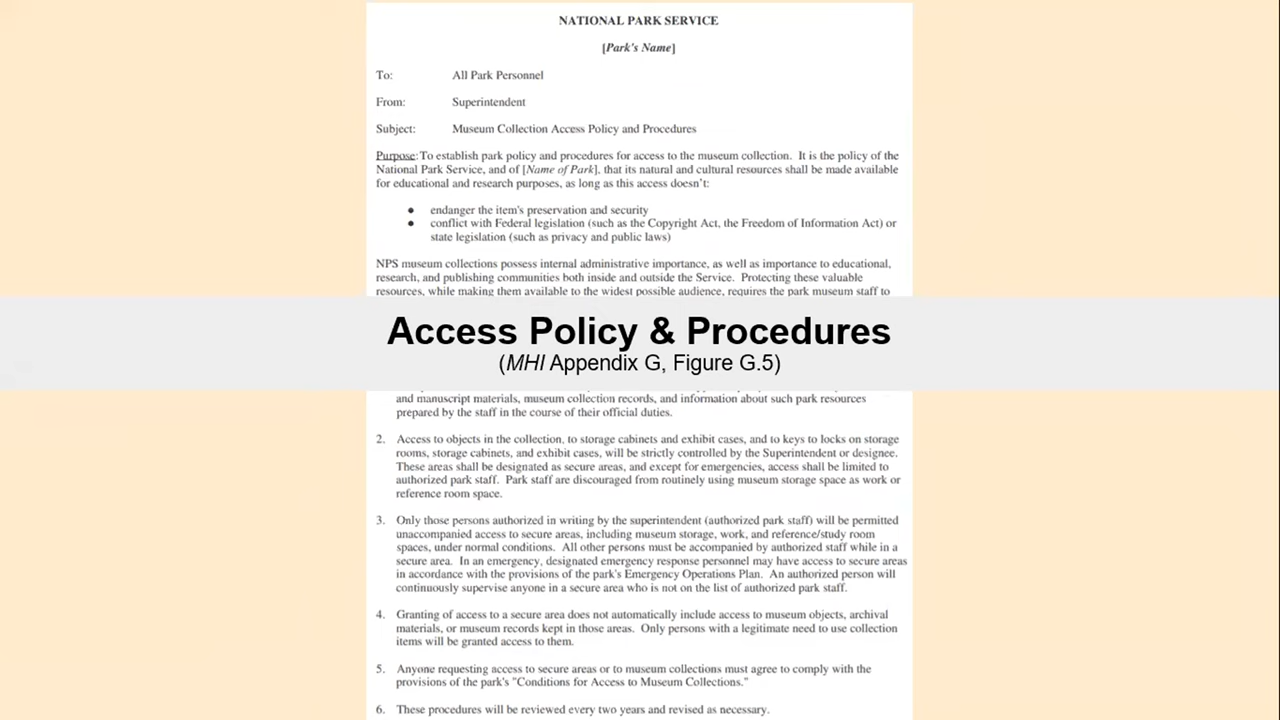 NATIONAL PARK SERVICE
[Park's Name]
To: All Park Personnel
From: Superintendent
Subject: Museum Collection Access Policy and Procedures
Purpose: To establish park policy and procedures for access to the museum collection. It is the policy of the
National Park Service, and of [Name of Park], that its natural and cultural resources shall be made available
for educational and research purposes, as long as this access doesn't:
● endanger the item's preservation and security
● conflict with Federal legislation (such as the Copyright Act, the Freedom of Information Act) or
state legislation (such as privacy and public laws)
NPS museum collections possess internal administrative importance, as well as importance to educational,
research, and publishing communities both inside and outside the Service. Protecting these valuable
resources, while making them available to the widest possible audience, requires the park museum staff to
Access Policy & Procedures
(MHI Appendix G, Figure G.5)
and manuscript materials, museum collection records, and information about such park resources
prepared by the staff in the course of their official duties.
2. Access to objects in the collection, to storage cabinets and exhibit cases, and to keys to locks on storage
rooms, storage cabinets, and exhibit cases, will be strictly controlled by the Superintendent or designee.
These areas shall be designated as secure areas, and except for emergencies, access shall be limited to
authorized park staff. Park staff are discouraged from routinely using museum storage space as work or
reference room space.
3. Only those persons authorized in writing by the superintendent (authorized park staff) will be permitted
unaccompanied access to secure areas, including museum storage, work, and reference/study room
spaces, under normal conditions. All other persons must be accompanied by authorized staff while in a
secure area. In an emergency, designated emergency response personnel may have access to secure areas
in accordance with the provisions of the park's Emergency Operations Plan. An authorized person will
continuously supervise anyone in a secure area who is not on the list of authorized park staff.
4. Granting of access to a secure area does not automatically include access to museum objects, archival
materials, or museum records kept in those areas. Only persons with a legitimate need to use collection
items will be granted access to them.
5. Anyone requesting access to secure areas or to museum collections must agree to comply with the
provisions of the park's "Conditions for Access to Museum Collections."
6. These procedures will be reviewed every two years and revised as necessary.